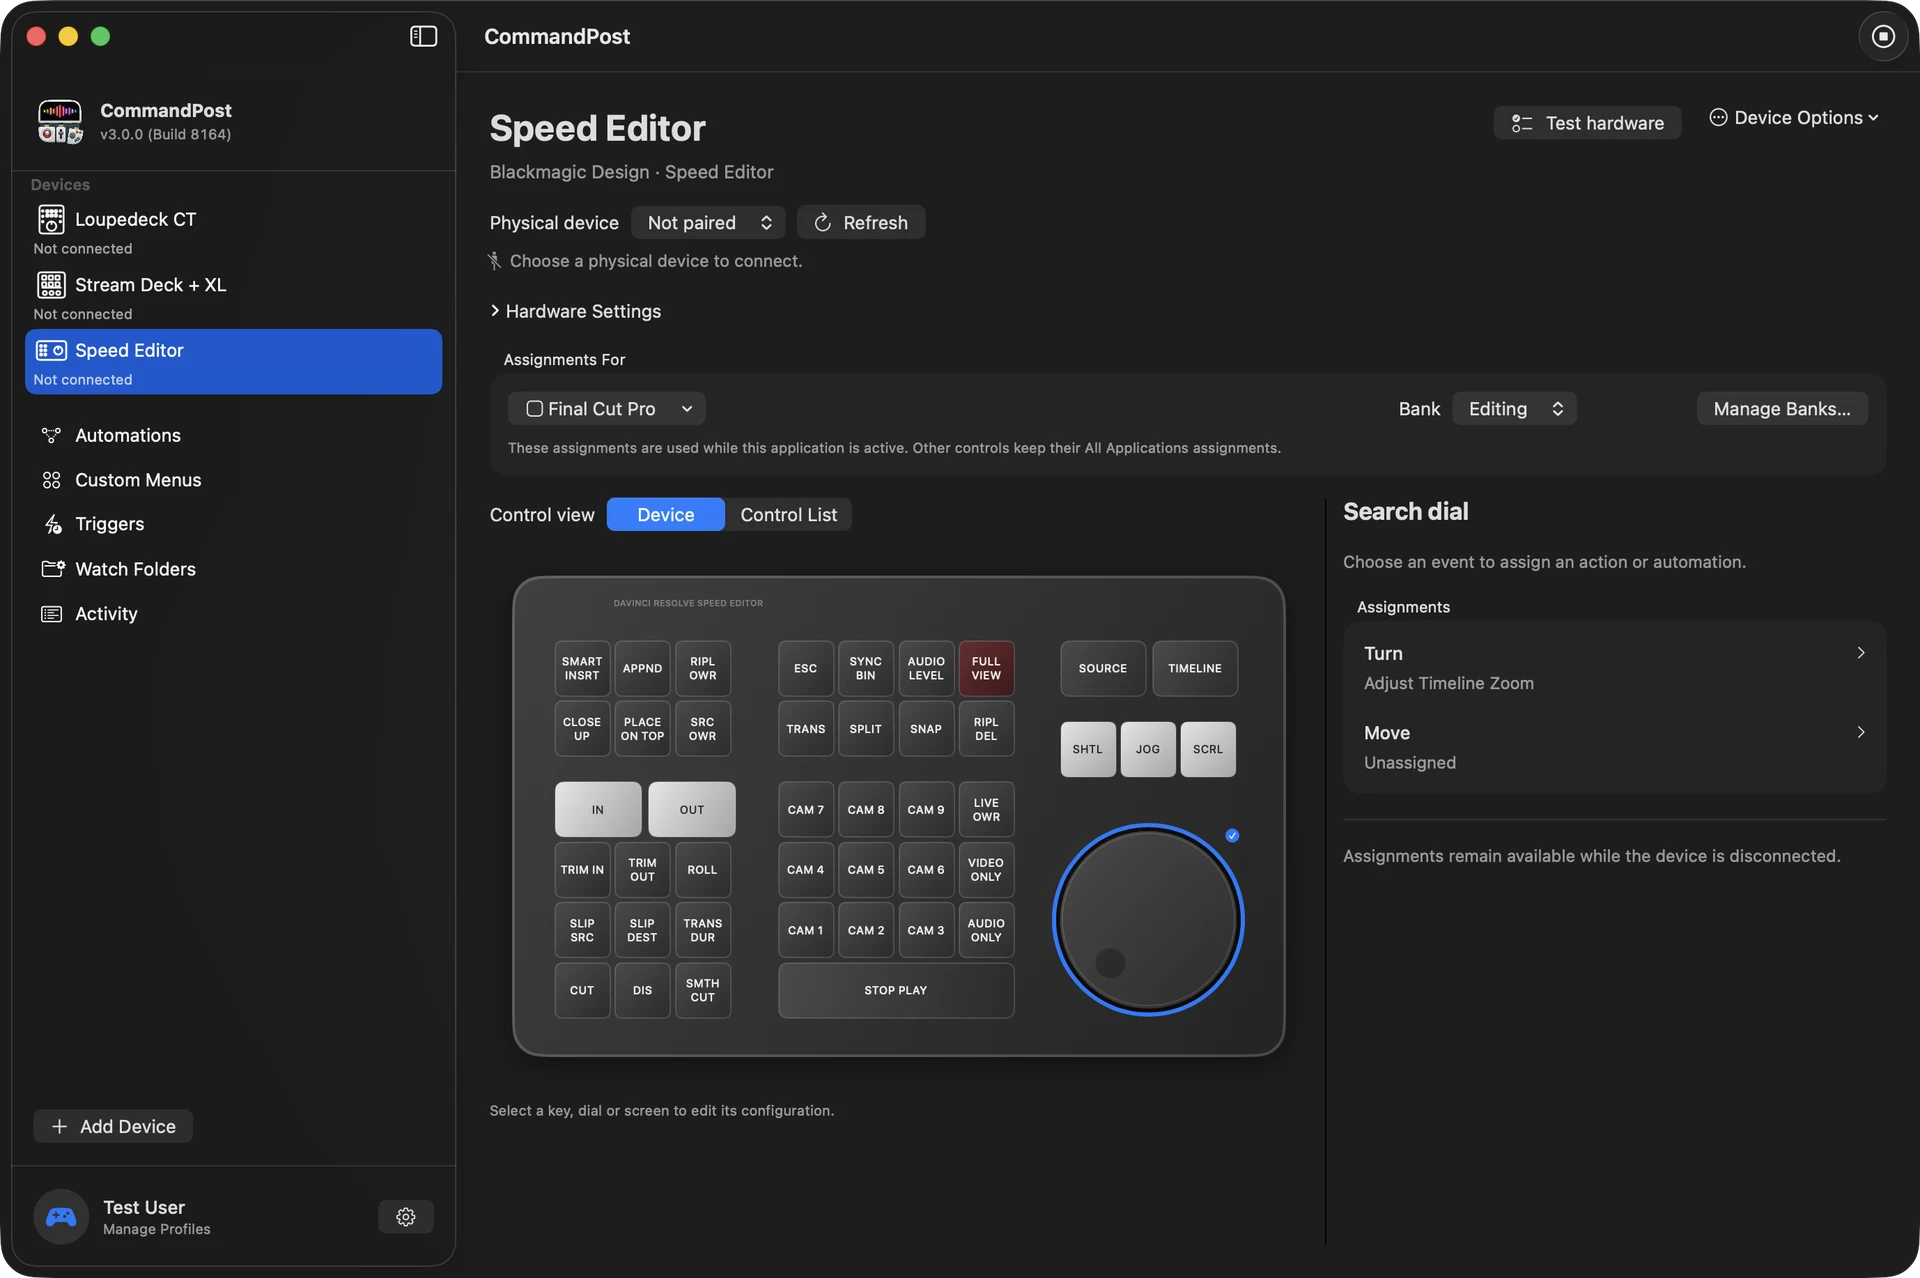 CommandPost
CommandPost
v3.0.0 (Build 8164)
Devices
Loupedeck CT
Not connected
Stream Deck + XL
Not connected
Speed Editor
Not connected
Automations
Custom Menus
Triggers
Watch Folders
Activity
Add Device
Test User
Manage Profiles
Speed Editor
Test hardware
Device Options
Blackmagic Design · Speed Editor
Physical device
Not paired
Refresh
Choose a physical device to connect.
Hardware Settings
Assignments For
Final Cut Pro
Bank
Editing
Manage Banks...
These assignments are used while this application is active. Other controls keep their All Applications assignments.
Control view
Device
Control List
DAVINCI RESOLVE SPEED EDITOR
SMART
INSRT
APPND
RIPL
OWR
ESC
SYNC
BIN
AUDIO
LEVEL
FULL
VIEW
SOURCE
TIMELINE
CLOSE
UP
PLACE
ON TOP
SRC
OWR
TRANS
SPLIT
SNAP
RIPL
DEL
SHTL
JOG
SCRL
IN
OUT
CAM 7
CAM 8
CAM 9
LIVE
OWR
TRIM IN
TRIM
OUT
ROLL
CAM 4
CAM 5
CAM 6
VIDEO
ONLY
SLIP
SRC
SLIP
DEST
TRANS
DUR
CAM 1
CAM 2
CAM 3
AUDIO
ONLY
CUT
DIS
SMTH
CUT
STOP PLAY
Select a key, dial or screen to edit its configuration.
Search dial
Choose an event to assign an action or automation.
Assignments
Turn
Adjust Timeline Zoom
Move
Unassigned
Assignments remain available while the device is disconnected.